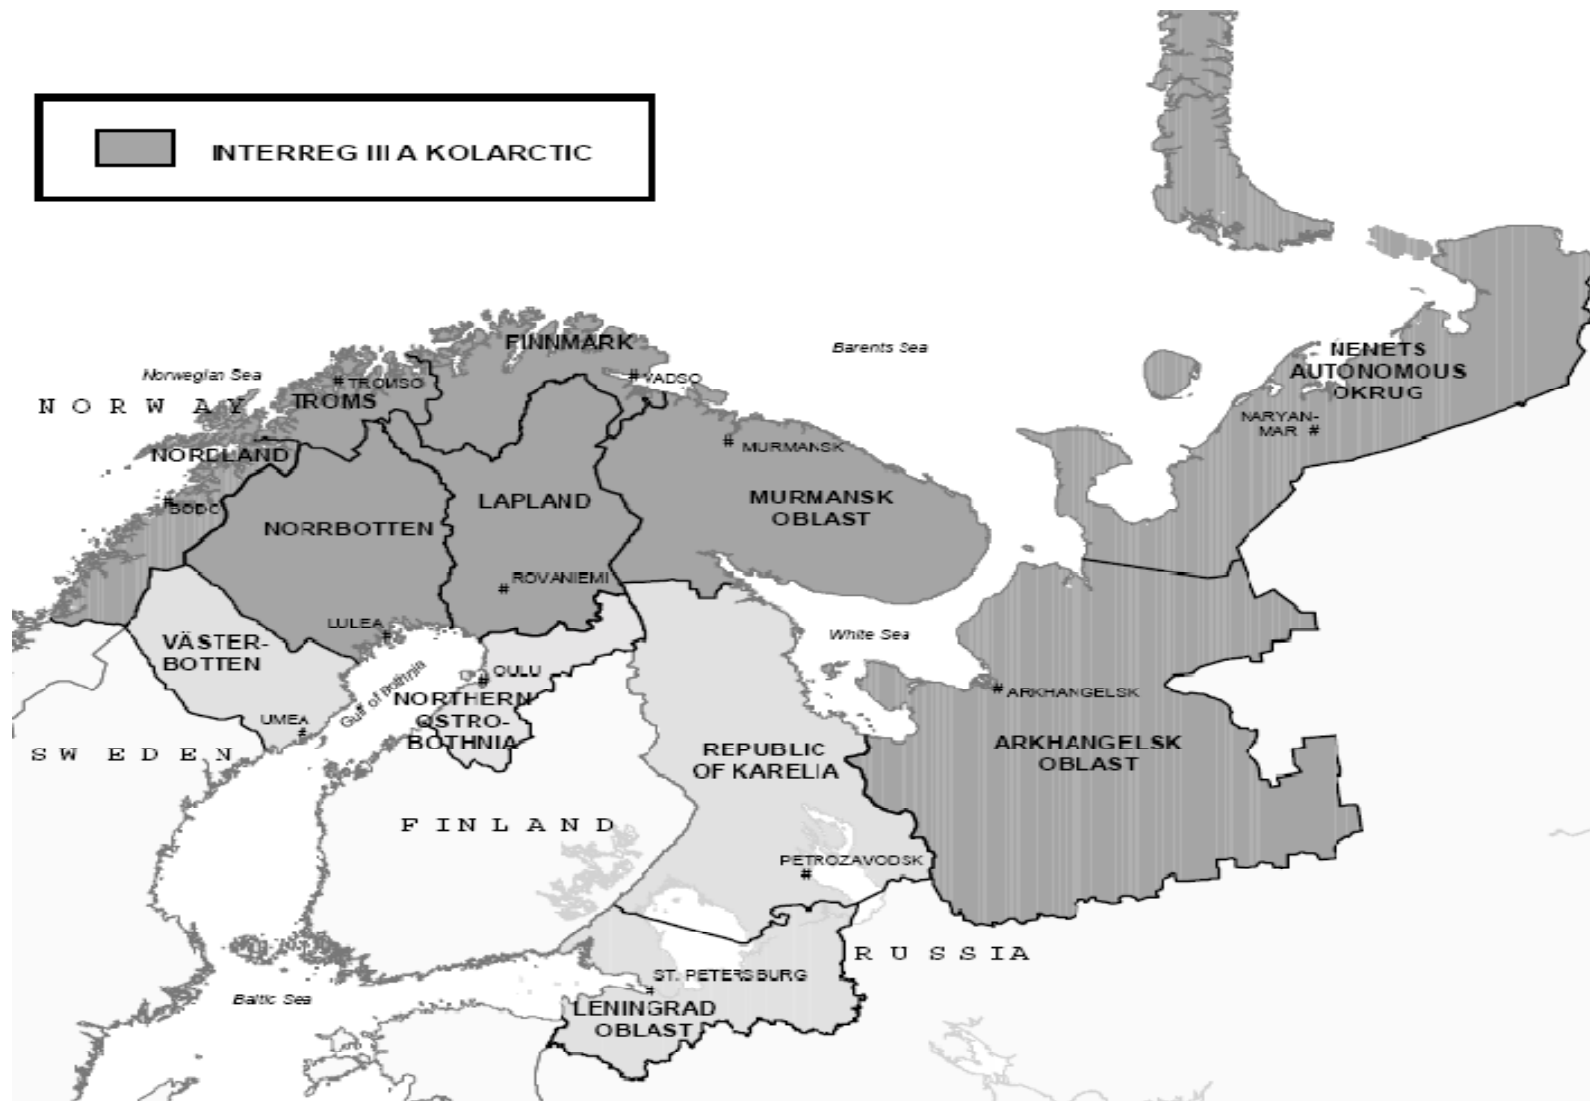 INTERREG III A KOLARCTIC
FINNMARK
Barents Sea
NENETS
AUTONOMOUS
OKRUG
Norwegian Sea
# TROMSO
# VADSO
NORWAY
TROMS
NARYAN-
MAR #
# MURMANSK
NORDLAND
#
BODO
LAPLAND
MURMANSK
OBLAST
NORRBOTTEN
# ROVANIEMI
LULEA #
White Sea
VÄSTER-
BOTTEN
Gulf of Bothnia
OULU
#
# ARKHANGELSK
NORTHERN
OSTRO-
BOTHNIA
UMEA
#
SWEDEN
REPUBLIC
OF KARELIA
ARKHANGELSK
OBLAST
FINLAND
PETROZAVODSK
#
RUSSIA
ST. PETERSBURG
#
Baltic Sea
LENINGRAD
OBLAST